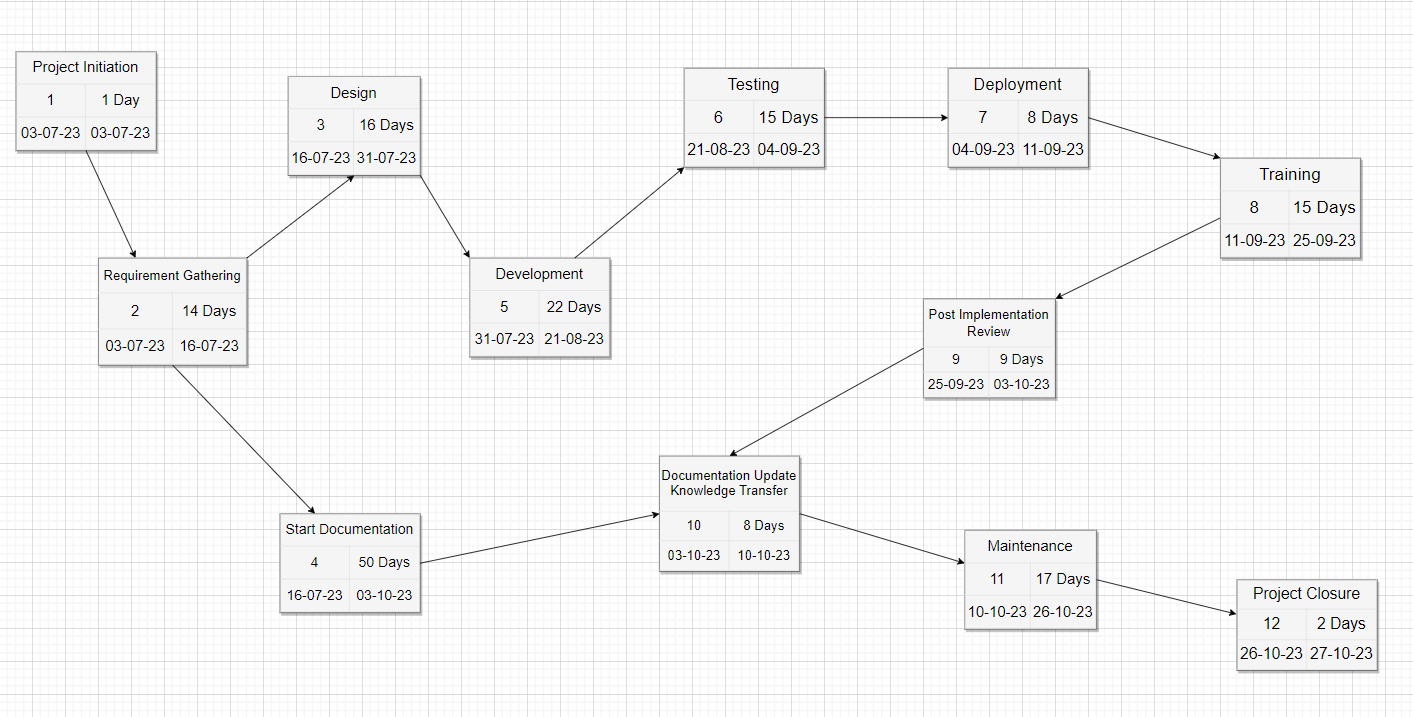 Project Initiation
1 1 Day
03-07-23 03-07-23
Requirement Gathering
2 14 Days
03-07-23 16-07-23
Design
3 16 Days
16-07-23 31-07-23
Start Documentation
4 50 Days
16-07-23 03-10-23
Development
5 22 Days
31-07-23 21-08-23
Testing
6 15 Days
21-08-23 04-09-23
Deployment
7 8 Days
04-09-23 11-09-23
Training
8 15 Days
11-09-23 25-09-23
Post Implementation
Review
9 9 Days
25-09-23 03-10-23
Documentation Update
Knowledge Transfer
10 8 Days
03-10-23 10-10-23
Maintenance
11 17 Days
10-10-23 26-10-23
Project Closure
12 2 Days
26-10-23 27-10-23